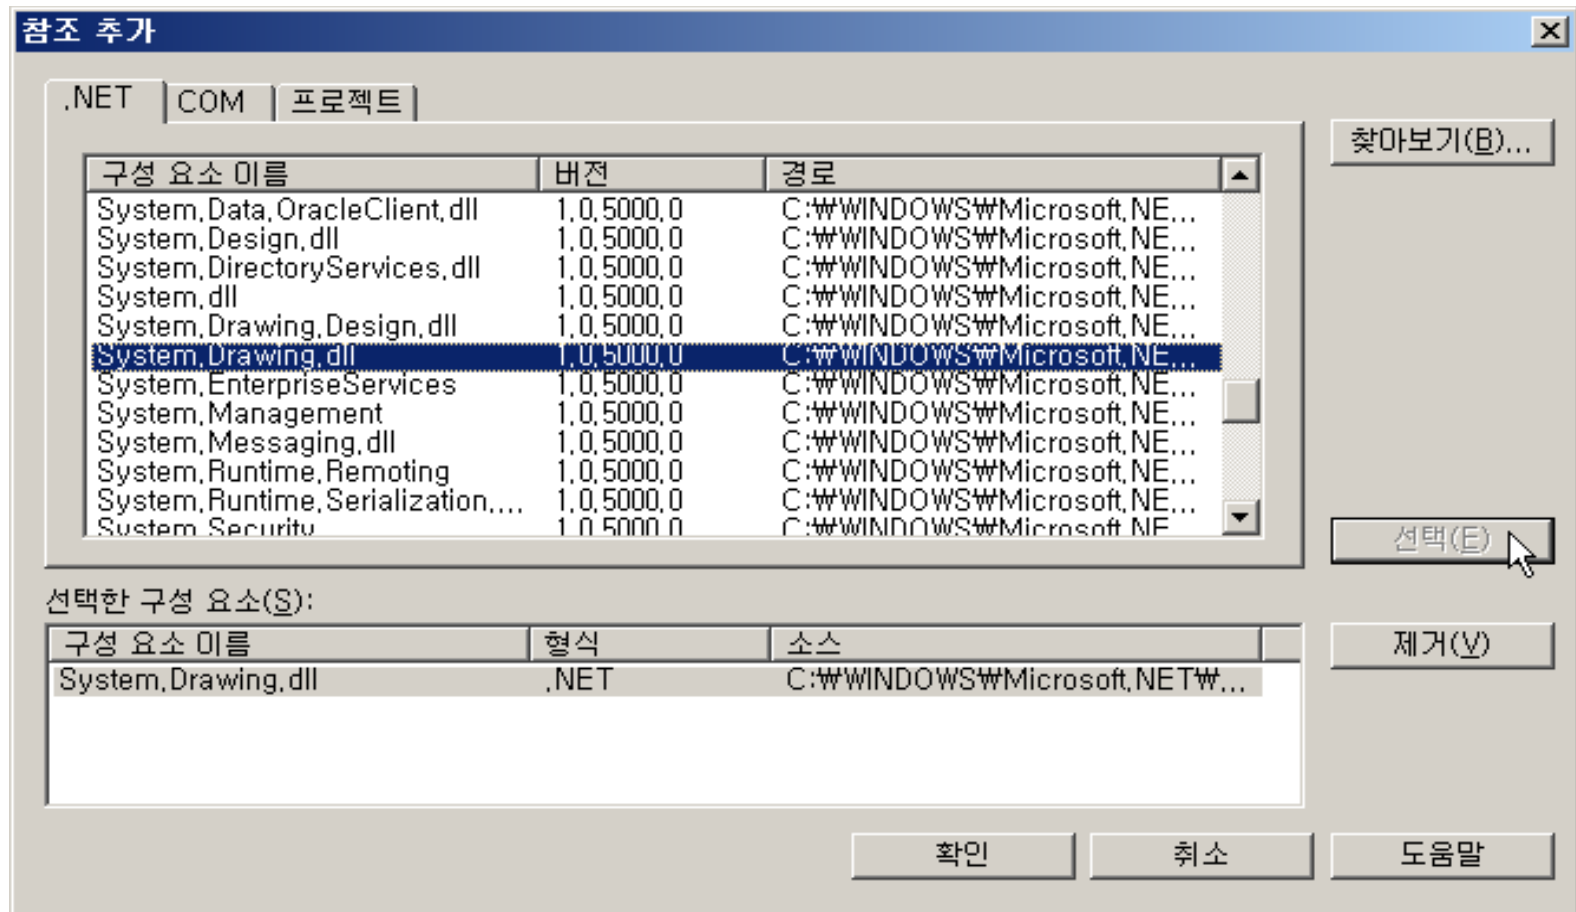 참조 추가
.NET COM 프로젝트
찾아보기(B)...
구성 요소 이름 버전 경로
System.Data.OracleClient.dll 1.0.5000.0 C:₩WINDOWS₩Microsoft.NE...
System.Design.dll 1.0.5000.0 C:₩WINDOWS₩Microsoft.NE...
System.DirectoryServices.dll 1.0.5000.0 C:₩WINDOWS₩Microsoft.NE...
System.dll 1.0.5000.0 C:₩WINDOWS₩Microsoft.NE...
System.Drawing.Design.dll 1.0.5000.0 C:₩WINDOWS₩Microsoft.NE...
System.Drawing.dll 1.0.5000.0 C:₩WINDOWS₩Microsoft.NE...
System.EnterpriseServices 1.0.5000.0 C:₩WINDOWS₩Microsoft.NE...
System.Management 1.0.5000.0 C:₩WINDOWS₩Microsoft.NE...
System.Messaging.dll 1.0.5000.0 C:₩WINDOWS₩Microsoft.NE...
System.Runtime.Remoting 1.0.5000.0 C:₩WINDOWS₩Microsoft.NE...
System.Runtime.Serialization.... 1.0.5000.0 C:₩WINDOWS₩Microsoft.NE...
System.Security 1.0.5000.0 C:₩WINDOWS₩Microsoft.NE...
선택(E)
선택한 구성 요소(S):
구성 요소 이름 형식 소스
제거(V)
System.Drawing.dll .NET C:₩WINDOWS₩Microsoft.NET₩...
확인 취소 도움말